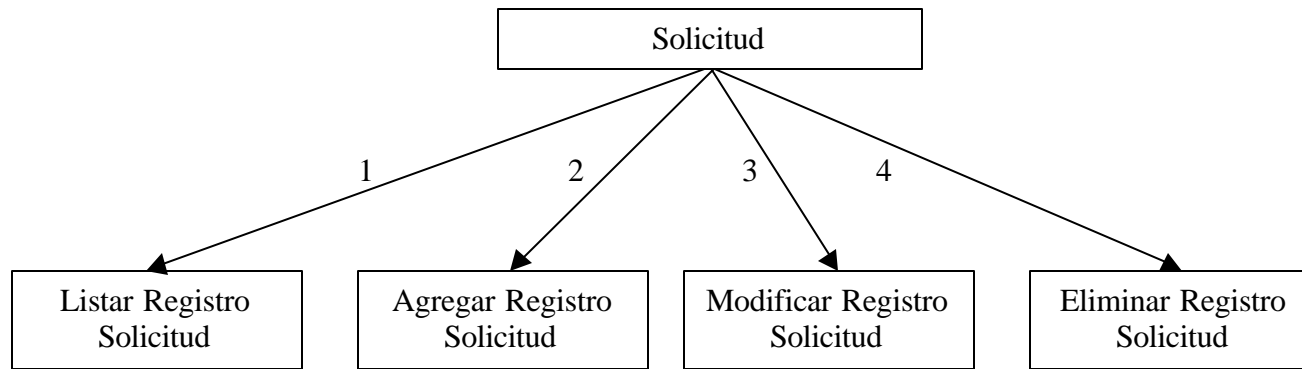 Solicitud
1
2
3
4
Listar Registro
Solicitud
Agregar Registro
Solicitud
Modificar Registro
Solicitud
Eliminar Registro
Solicitud